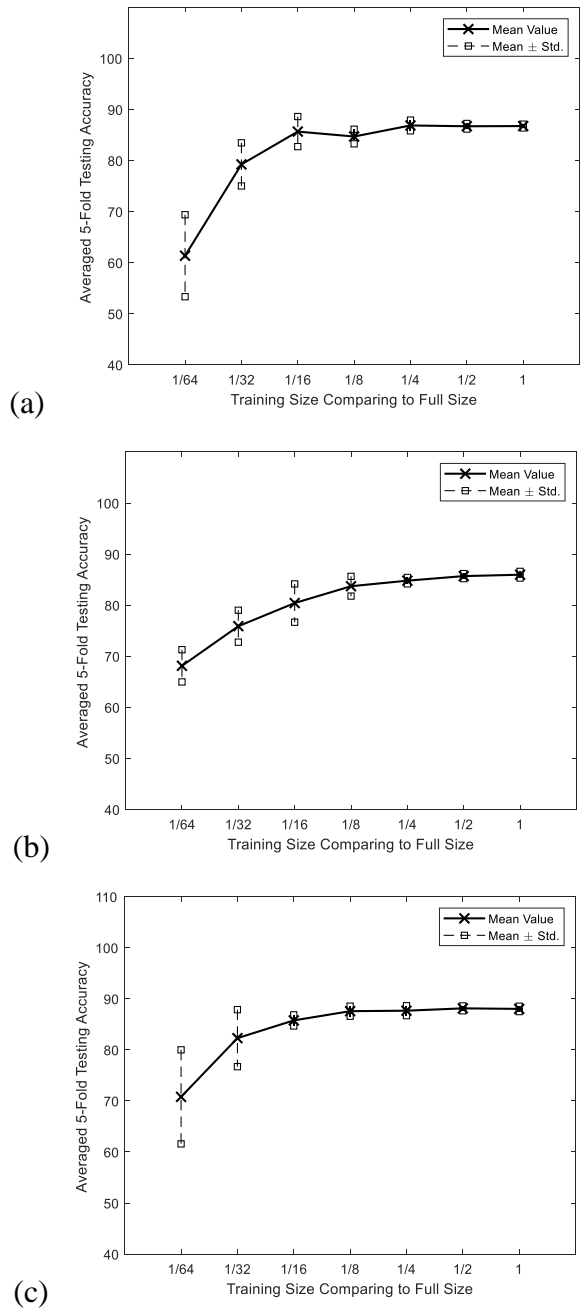 Mean Value
Mean ± Std.
100
90
80
70
60
50
40
Averaged 5-Fold Testing Accuracy
1/64 1/32 1/16 1/8 1/4 1/2 1
Training Size Comparing to Full Size
(a)
Mean Value
Mean ± Std.
100
90
80
70
60
50
40
Averaged 5-Fold Testing Accuracy
1/64 1/32 1/16 1/8 1/4 1/2 1
Training Size Comparing to Full Size
(b)
110
Mean Value
Mean ± Std.
100
90
80
70
60
50
40
Averaged 5-Fold Testing Accuracy
1/64 1/32 1/16 1/8 1/4 1/2 1
Training Size Comparing to Full Size
(c)